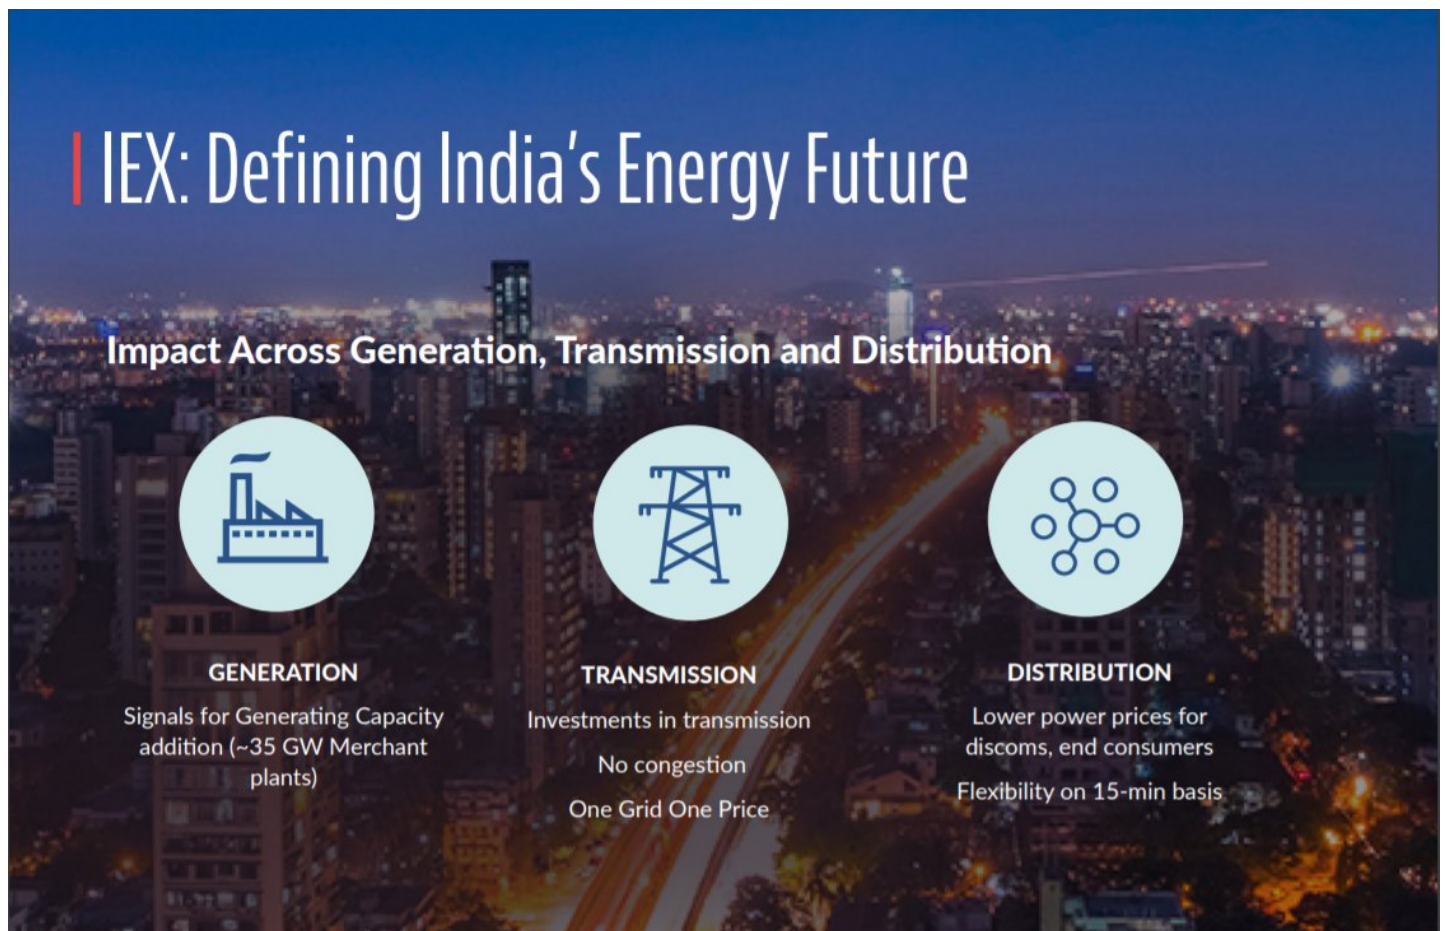 IEX: Defining India's Energy Future
Impact Across Generation, Transmission and Distribution
GENERATION
Signals for Generating Capacity
addition (~35 GW Merchant
plants)
TRANSMISSION
Investments in transmission
No congestion
One Grid One Price
DISTRIBUTION
Lower power prices for
discoms, end consumers
Flexibility on 15-min basis